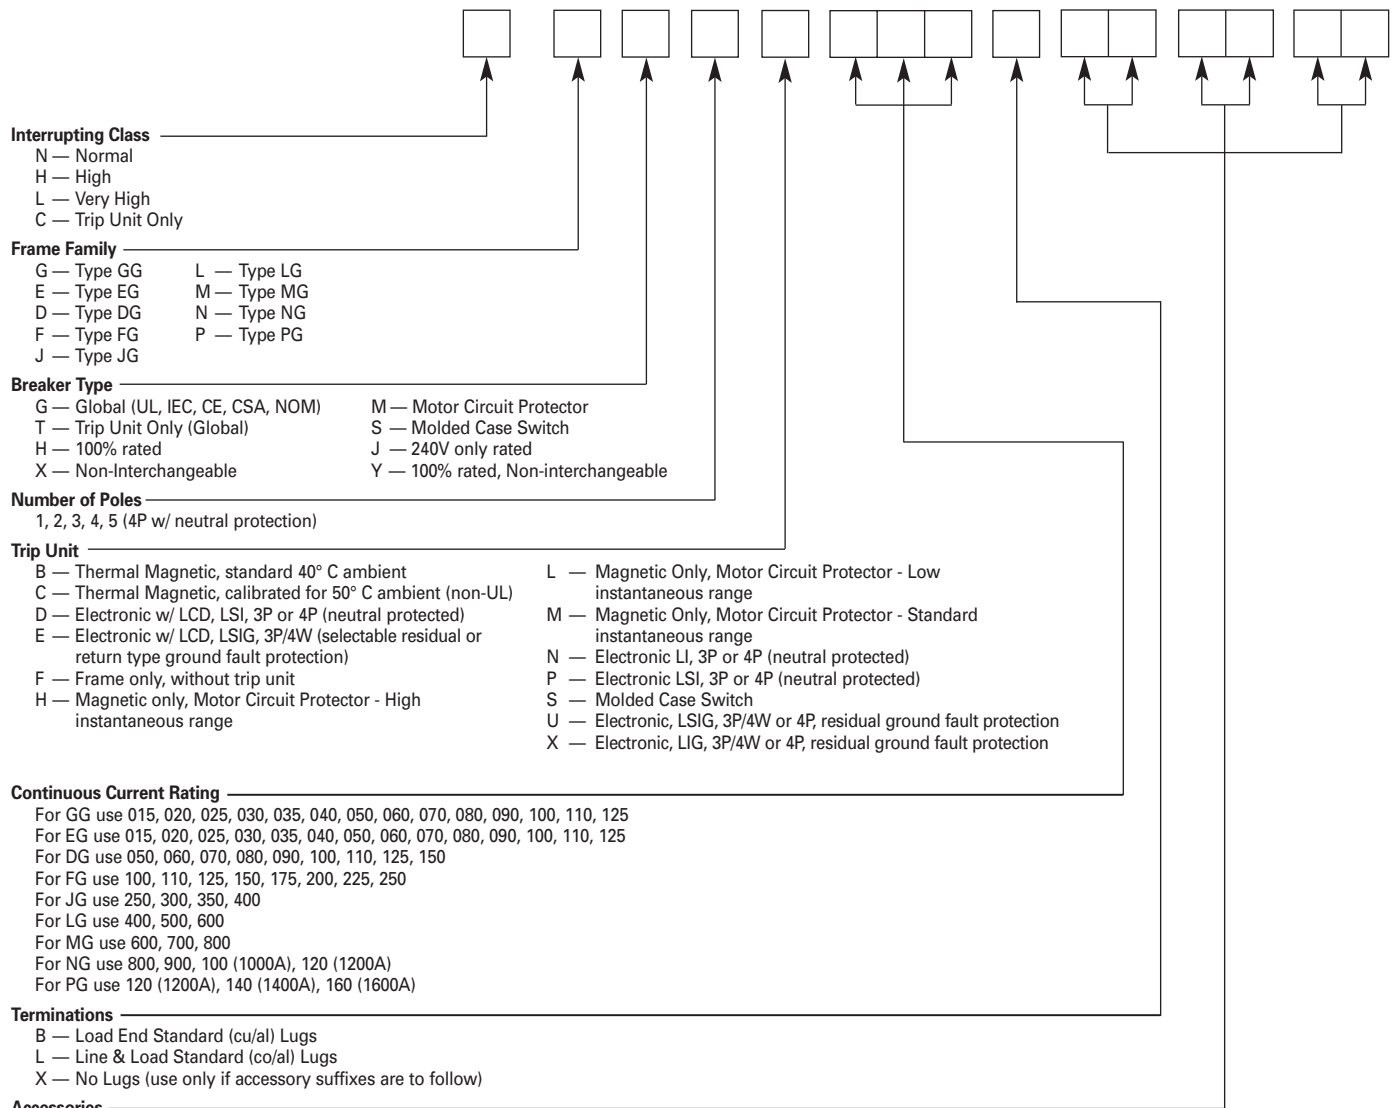 Interrupting Class
N — Normal
H — High
L — Very High
C — Trip Unit Only
Frame Family
G — Type GG
E — Type EG
D — Type DG
F — Type FG
J — Type JG
L — Type LG
M — Type MG
N — Type NG
P — Type PG
Breaker Type
G — Global (UL, IEC, CE, CSA, NOM)
T — Trip Unit Only (Global)
H — 100% rated
X — Non-Interchangeable
M — Motor Circuit Protector
S — Molded Case Switch
J — 240V only rated
Y — 100% rated, Non-interchangeable
Number of Poles
1, 2, 3, 4, 5 (4P w/ neutral protection)
Trip Unit
B — Thermal Magnetic, standard 40° C ambient
C — Thermal Magnetic, calibrated for 50° C ambient (non-UL)
D — Electronic w/ LCD, LSI, 3P or 4P (neutral protected)
E — Electronic w/ LCD, LSIG, 3P/4W (selectable residual or
return type ground fault protection)
F — Frame only, without trip unit
H — Magnetic only, Motor Circuit Protector - High
instantaneous range
L — Magnetic Only, Motor Circuit Protector - Low
instantaneous range
M — Magnetic Only, Motor Circuit Protector - Standard
instantaneous range
N — Electronic LI, 3P or 4P (neutral protected)
P — Electronic LSI, 3P or 4P (neutral protected)
S — Molded Case Switch
U — Electronic, LSIG, 3P/4W or 4P, residual ground fault protection
X — Electronic, LIG, 3P/4W or 4P, residual ground fault protection
Continuous Current Rating
For GG use 015, 020, 025, 030, 035, 040, 050, 060, 070, 080, 090, 100, 110, 125
For EG use 015, 020, 025, 030, 035, 040, 050, 060, 070, 080, 090, 100, 110, 125
For DG use 050, 060, 070, 080, 090, 100, 110, 125, 150
For FG use 100, 110, 125, 150, 175, 200, 225, 250
For JG use 250, 300, 350, 400
For LG use 400, 500, 600
For MG use 600, 700, 800
For NG use 800, 900, 100 (1000A), 120 (1200A)
For PG use 120 (1200A), 140 (1400A), 160 (1600A)
Terminations
B — Load End Standard (cu/al) Lugs
L — Line & Load Standard (co/al) Lugs
X — No Lugs (use only if accessory suffixes are to follow)
Accessories